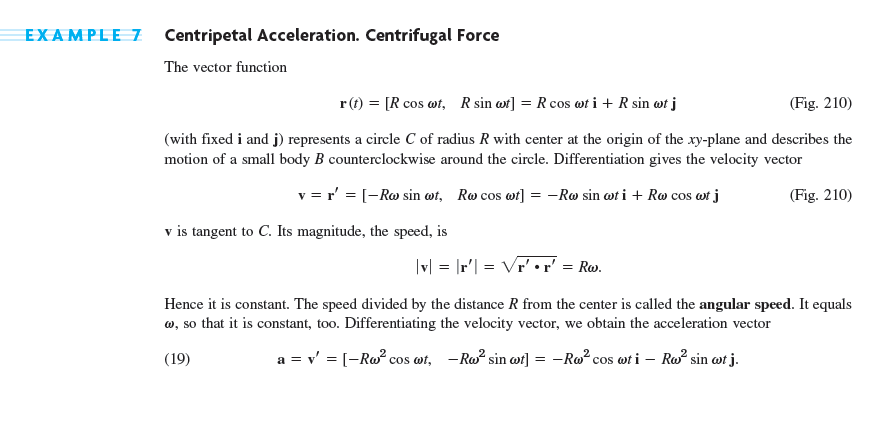 EXAMPLE 7 Centripetal Acceleration. Centrifugal Force
The vector function
r(t) = [R cos ωt, R sin ωt] = R cos ωt i + R sin ωt j (Fig. 210)
(with fixed i and j) represents a circle C of radius R with center at the origin of the xy-plane and describes the
motion of a small body B counterclockwise around the circle. Differentiation gives the velocity vector
v = r′ = [−Rω sin ωt, Rω cos ωt] = −Rω sin ωt i + Rω cos ωt j (Fig. 210)
v is tangent to C. Its magnitude, the speed, is
|v| = |r′| = √r′ • r′ = Rω.
Hence it is constant. The speed divided by the distance R from the center is called the angular speed. It equals
ω, so that it is constant, too. Differentiating the velocity vector, we obtain the acceleration vector
(19) a = v′ = [−Rω² cos ωt, −Rω² sin ωt] = −Rω² cos ωt i − Rω² sin ωt j.